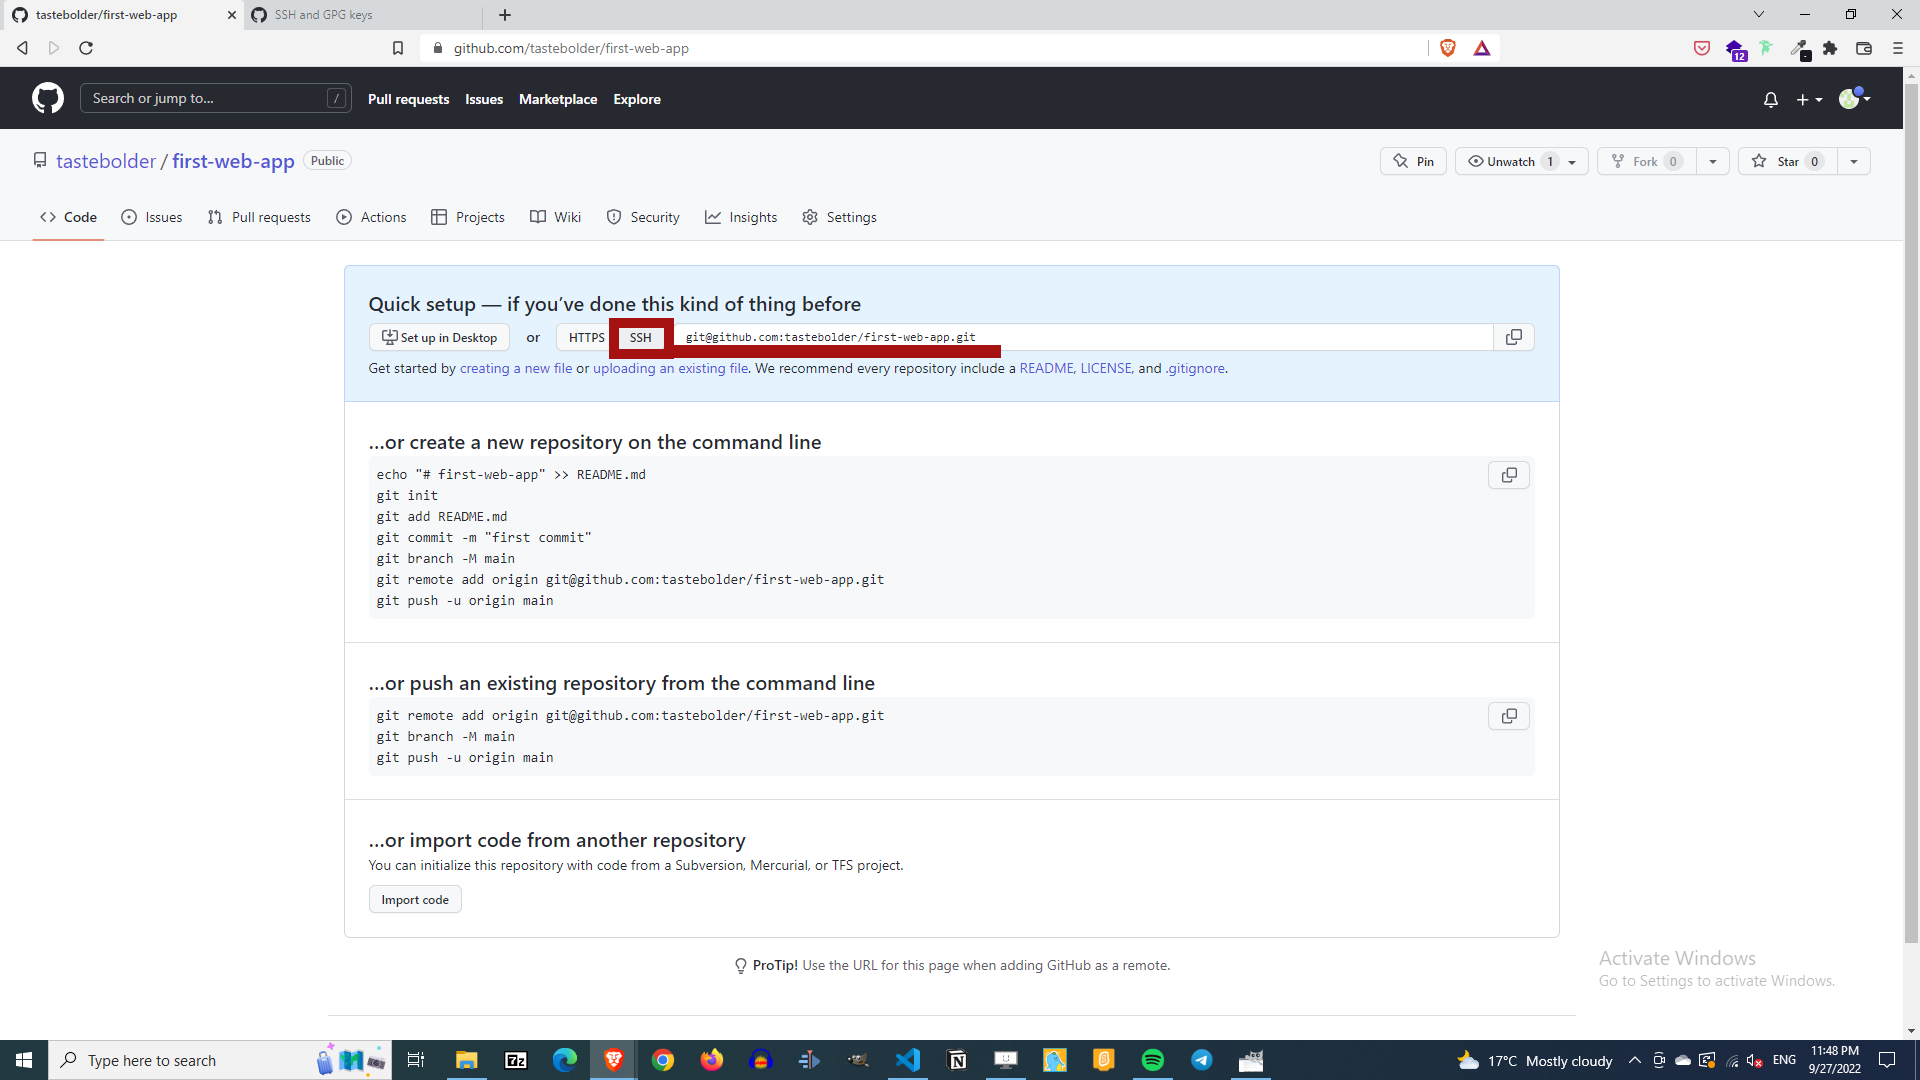 tastebolder/first-web-app
SSH and GPG keys
github.com/tastebolder/first-web-app
12
Search or jump to...
/
Pull requests
Issues
Marketplace
Explore
tastebolder / first-web-app
Public
Pin
Unwatch 1
Fork 0
Star 0
Code
Issues
Pull requests
Actions
Projects
Wiki
Security
Insights
Settings
Quick setup — if you’ve done this kind of thing before
Set up in Desktop
or
HTTPS
SSH
git@github.com:tastebolder/first-web-app.git
Get started by creating a new file or uploading an existing file. We recommend every repository include a README, LICENSE, and .gitignore.
…or create a new repository on the command line
echo "# first-web-app" >> README.md
git init
git add README.md
git commit -m "first commit"
git branch -M main
git remote add origin git@github.com:tastebolder/first-web-app.git
git push -u origin main
…or push an existing repository from the command line
git remote add origin git@github.com:tastebolder/first-web-app.git
git branch -M main
git push -u origin main
…or import code from another repository
You can initialize this repository with code from a Subversion, Mercurial, or TFS project.
Import code
ProTip! Use the URL for this page when adding GitHub as a remote.
Activate Windows
Go to Settings to activate Windows.
Type here to search
7z
17°C Mostly cloudy
ENG
11:48 PM
9/27/2022